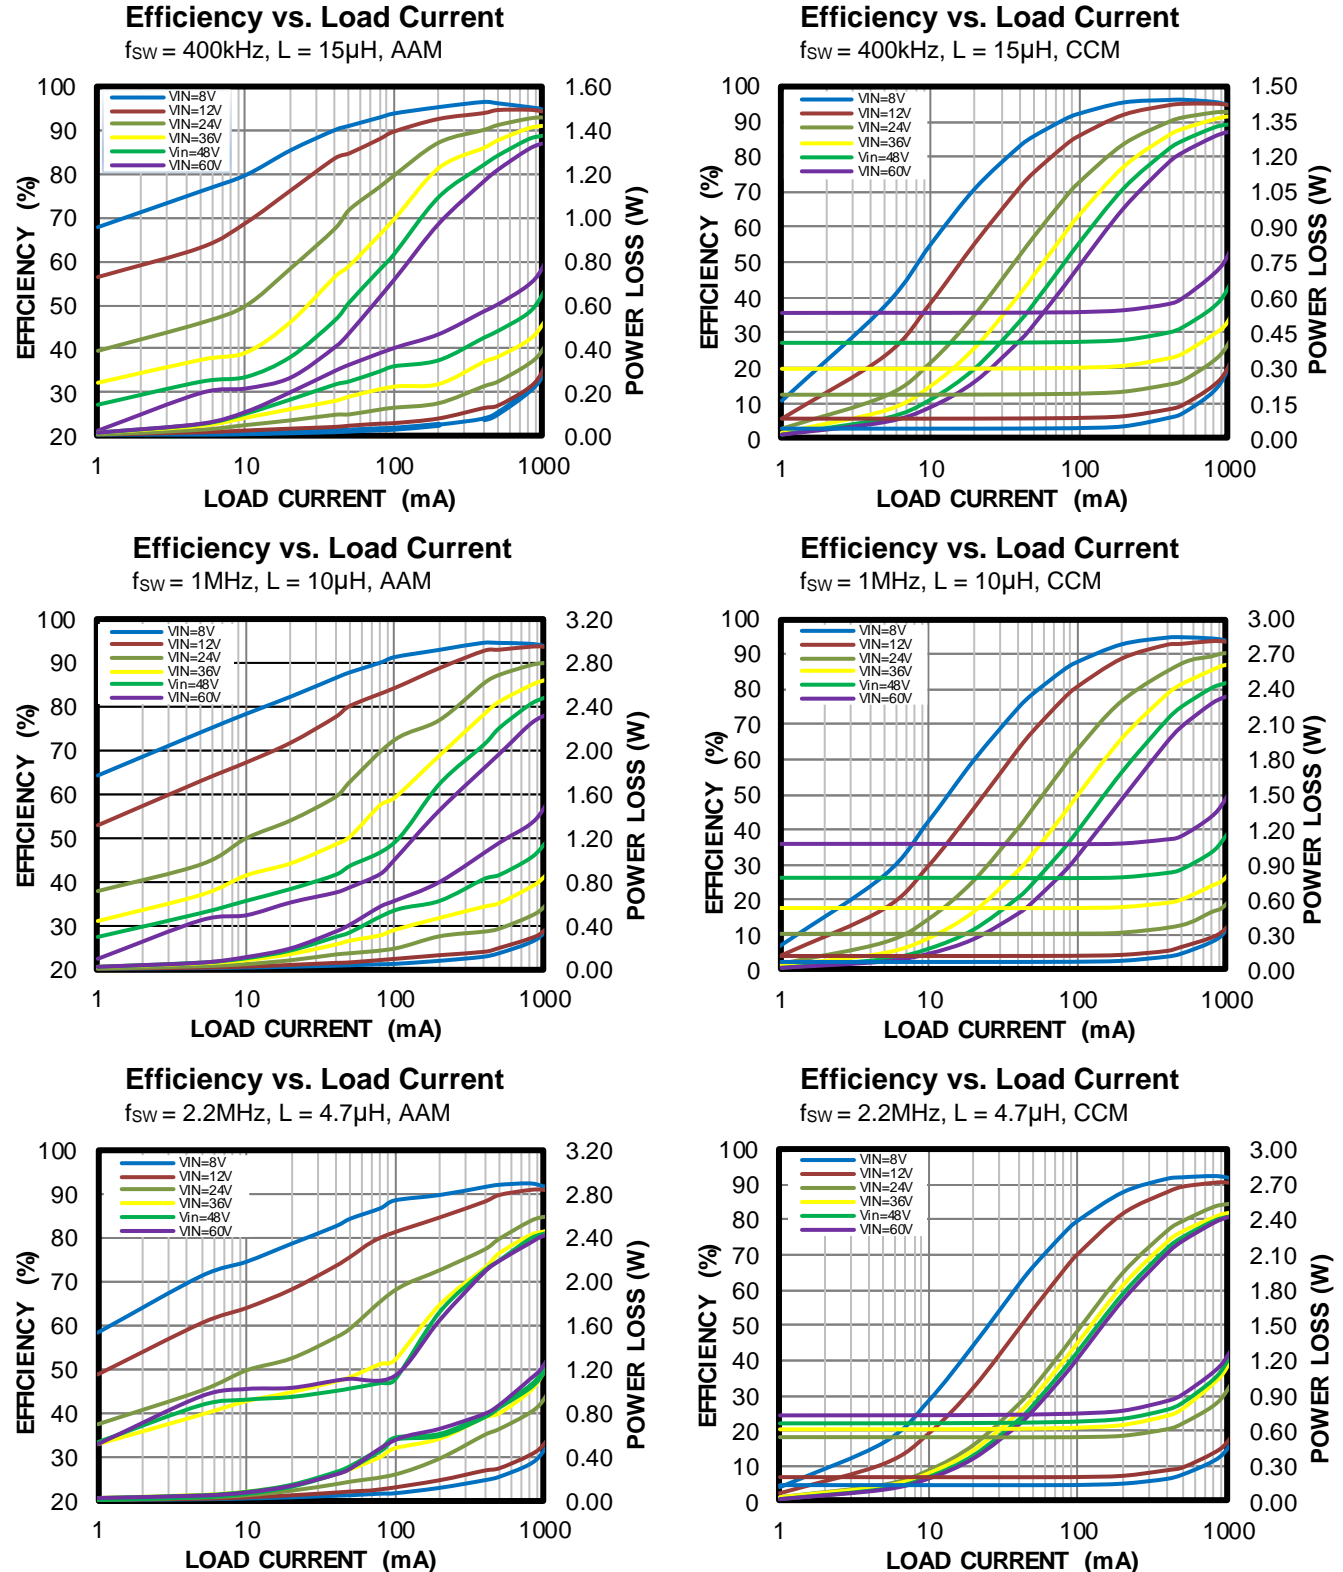 Efficiency vs. Load Current
fSW = 400kHz, L = 15µH, AAM
EFFICIENCY (%)
100
90
80
70
60
50
40
30
20
VIN=8V
VIN=12V
VIN=24V
VIN=36V
Vin=48V
VIN=60V
1.60
1.40
1.20
1.00
0.80
0.60
0.40
0.20
0.00
POWER LOSS (W)
1 10 100 1000
LOAD CURRENT (mA)
Efficiency vs. Load Current
fSW = 400kHz, L = 15µH, CCM
EFFICIENCY (%)
100
90
80
70
60
50
40
30
20
10
0
VIN=8V
VIN=12V
VIN=24V
VIN=36V
Vin=48V
VIN=60V
1.50
1.35
1.20
1.05
0.90
0.75
0.60
0.45
0.30
0.15
0.00
POWER LOSS (W)
1 10 100 1000
LOAD CURRENT (mA)
Efficiency vs. Load Current
fSW = 1MHz, L = 10µH, AAM
EFFICIENCY (%)
100
90
80
70
60
50
40
30
20
VIN=8V
VIN=12V
VIN=24V
VIN=36V
Vin=48V
VIN=60V
3.20
2.80
2.40
2.00
1.60
1.20
0.80
0.40
0.00
POWER LOSS (W)
1 10 100 1000
LOAD CURRENT (mA)
Efficiency vs. Load Current
fSW = 1MHz, L = 10µH, CCM
EFFICIENCY (%)
100
90
80
70
60
50
40
30
20
10
0
VIN=8V
VIN=12V
VIN=24V
VIN=36V
Vin=48V
VIN=60V
3.00
2.70
2.40
2.10
1.80
1.50
1.20
0.90
0.60
0.30
0.00
POWER LOSS (W)
1 10 100 1000
LOAD CURRENT (mA)
Efficiency vs. Load Current
fSW = 2.2MHz, L = 4.7µH, AAM
EFFICIENCY (%)
100
90
80
70
60
50
40
30
20
VIN=8V
VIN=12V
VIN=24V
VIN=36V
Vin=48V
VIN=60V
3.20
2.80
2.40
2.00
1.60
1.20
0.80
0.40
0.00
POWER LOSS (W)
1 10 100 1000
LOAD CURRENT (mA)
Efficiency vs. Load Current
fSW = 2.2MHz, L = 4.7µH, CCM
EFFICIENCY (%)
100
90
80
70
60
50
40
30
20
10
0
VIN=8V
VIN=12V
VIN=24V
VIN=36V
Vin=48V
VIN=60V
3.00
2.70
2.40
2.10
1.80
1.50
1.20
0.90
0.60
0.30
0.00
POWER LOSS (W)
1 10 100 1000
LOAD CURRENT (mA)